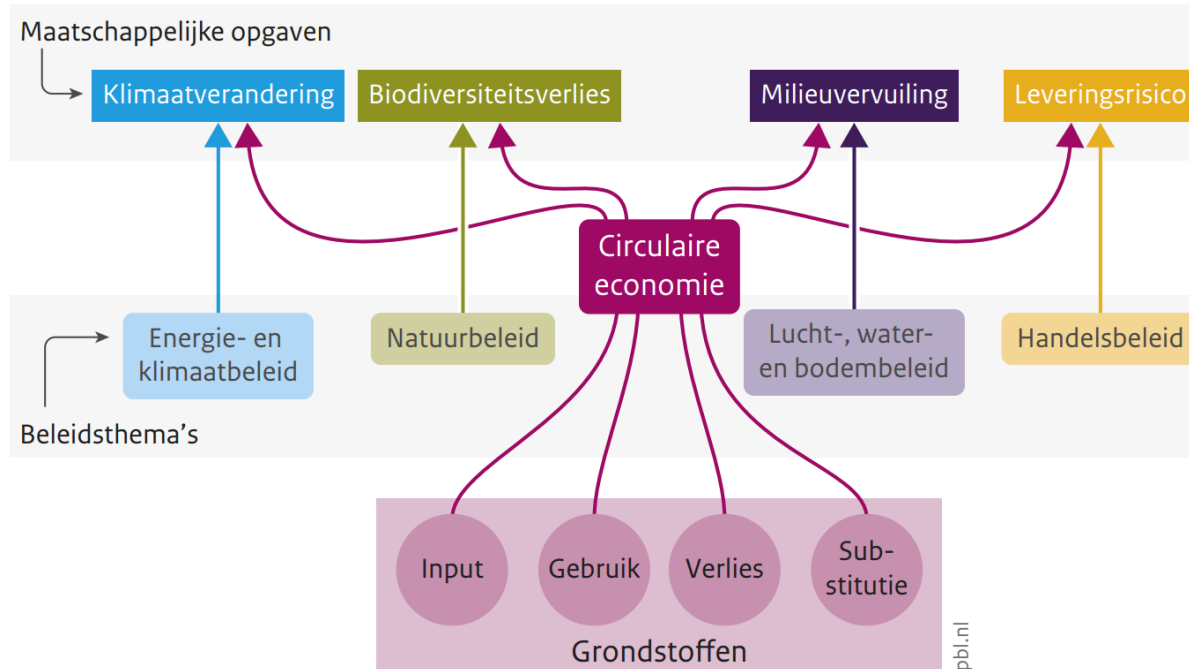 Maatschappelijke opgaven
Klimaatverandering
Biodiversiteitsverlies
Milieuvervuiling
Leveringsrisico
Circulaire
economie
Energie- en
klimaatbeleid
Natuurbeleid
Lucht-, water-
en bodembeleid
Handelsbeleid
Beleidsthema's
Input
Gebruik
Verlies
Sub-
stitutie
Grondstoffen
pbl.nl